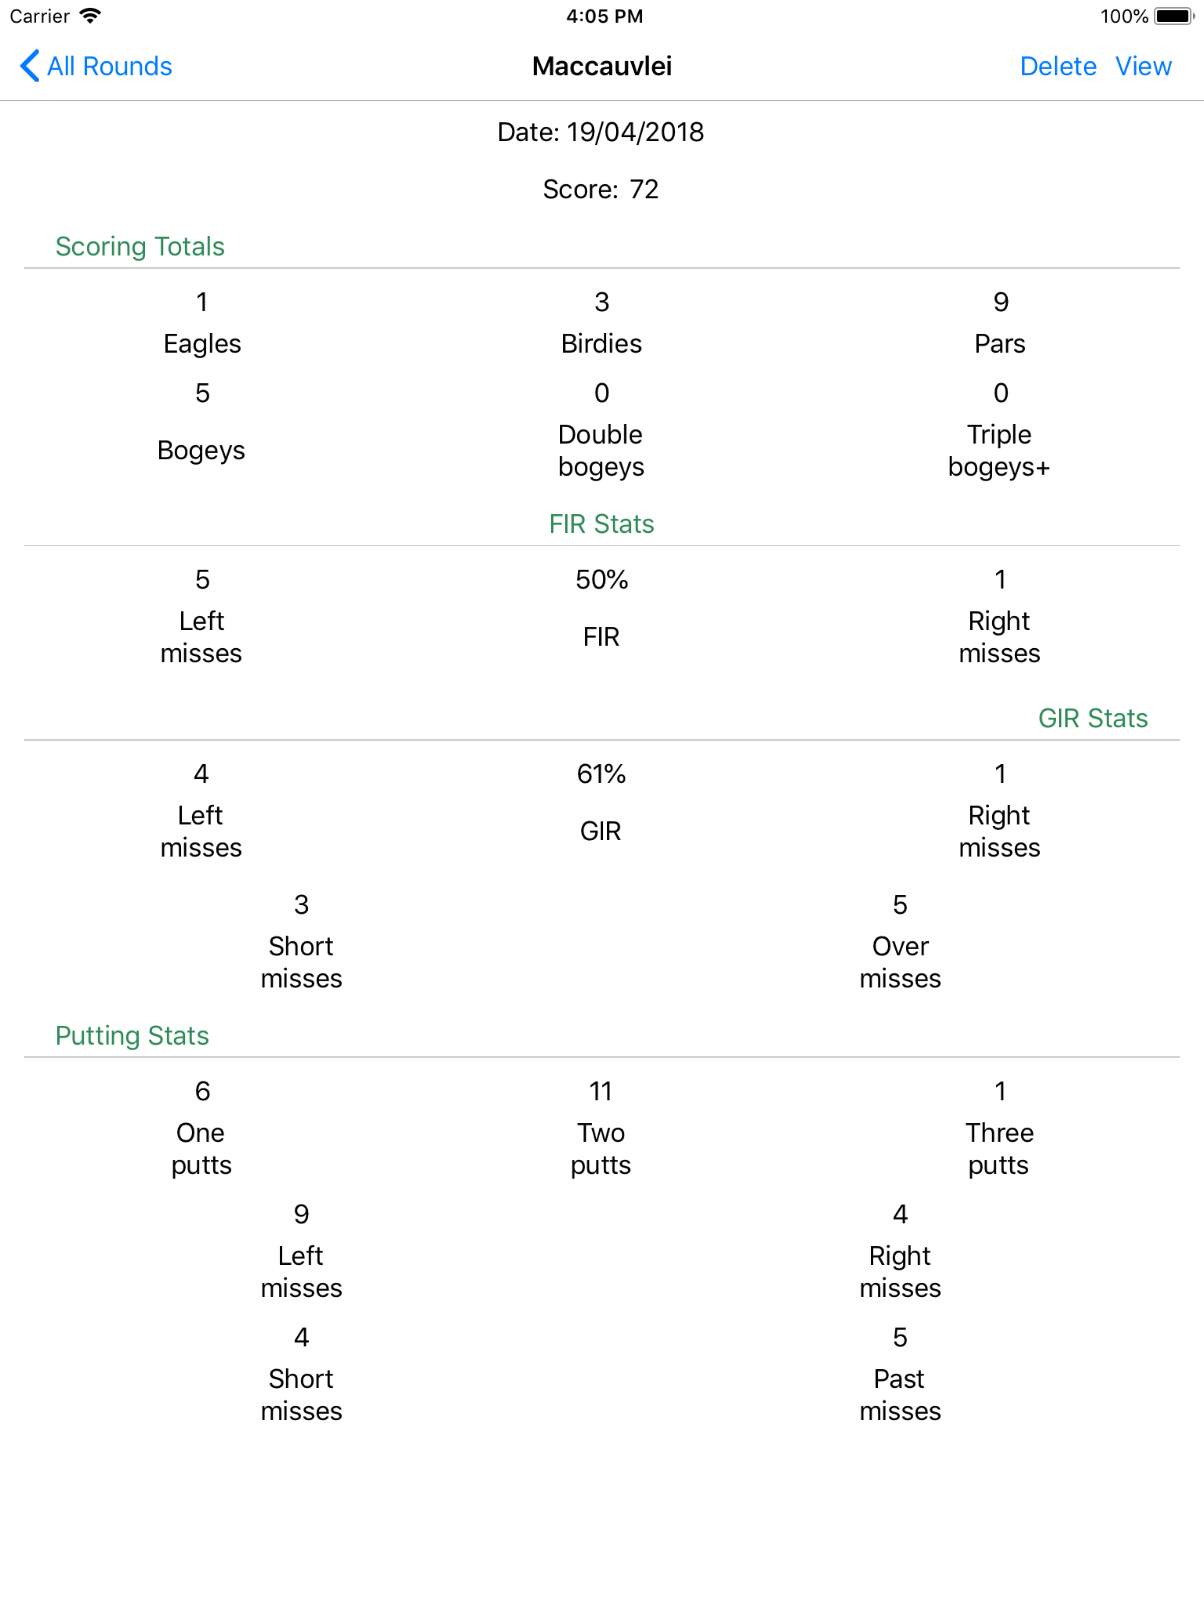 Carrier 4:05 PM 100%
All Rounds Maccauvlei Delete View
Date: 19/04/2018
Score: 72
Scoring Totals
1 3 9
Eagles Birdies Pars
5 0 0
Bogeys Double bogeys Triple bogeys+
FIR Stats
5 50% 1
Left misses FIR Right misses
GIR Stats
4 61% 1
Left misses GIR Right misses
3 5
Short misses Over misses
Putting Stats
6 11 1
One putts Two putts Three putts
9 4
Left misses Right misses
4 5
Short misses Past misses